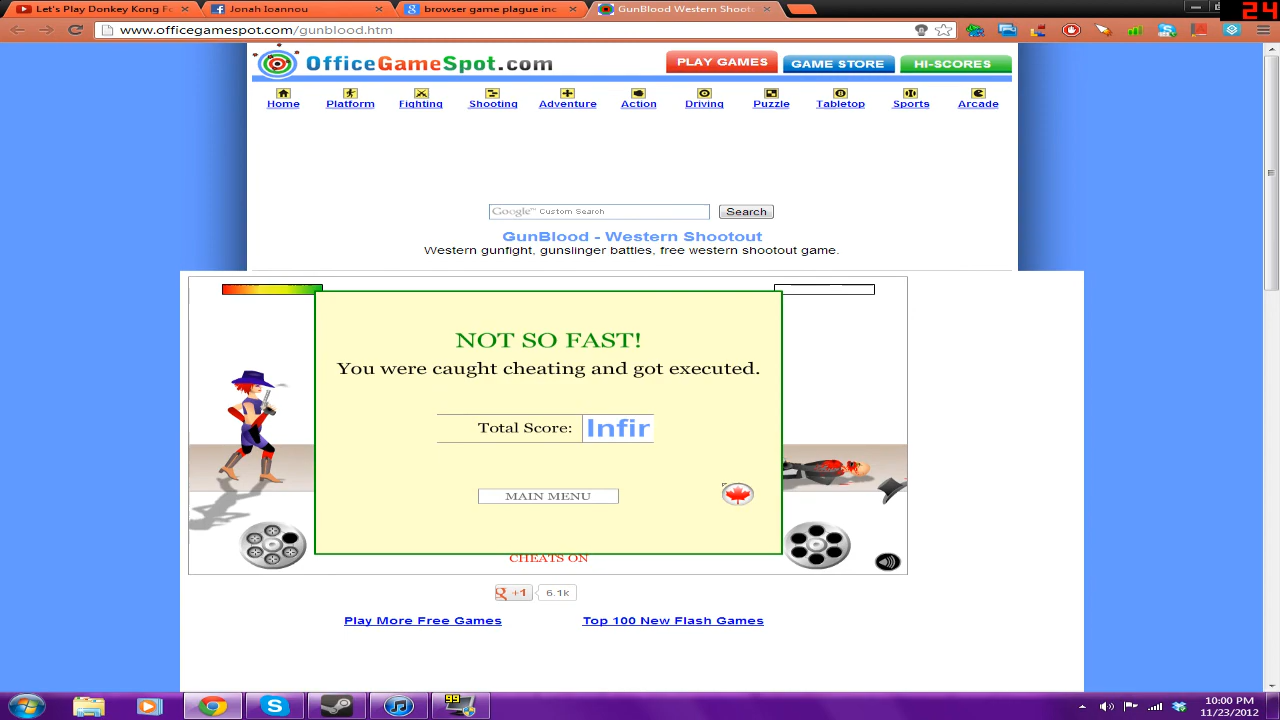 Let's Play Donkey Kong Fo
Jonah Ioannou
browser game plague inc
GunBlood Western Shoot
24
www.officegamespot.com/gunblood.htm
OfficeGameSpot.com
PLAY GAMES
GAME STORE
HI-SCORES
Home
Platform
Fighting
Shooting
Adventure
Action
Driving
Puzzle
Tabletop
Sports
Arcade
Google™ Custom Search
Search
GunBlood - Western Shootout
Western gunfight, gunslinger battles, free western shootout game.
NOT SO FAST!
You were caught cheating and got executed.
Total Score: Infir
MAIN MENU
CHEATS ON
+1
6.1k
Play More Free Games
Top 100 New Flash Games
99
10:00 PM
11/23/2012